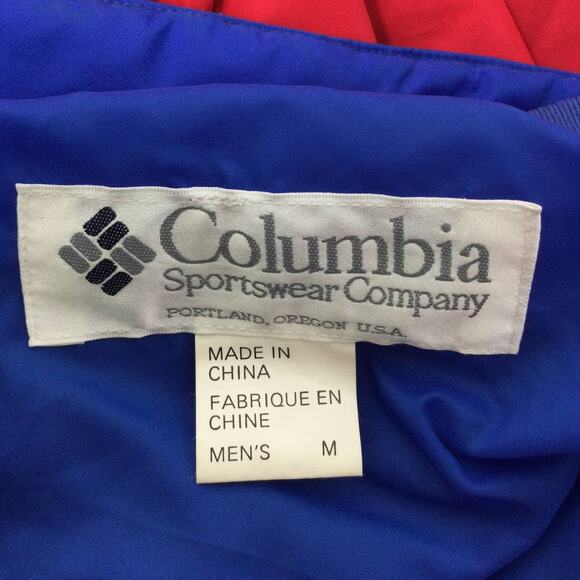 Columbia
Sportswear Company
PORTLAND, OREGON U.S.A.
MADE IN
CHINA
FABRIQUE EN
CHINE
MEN'S M